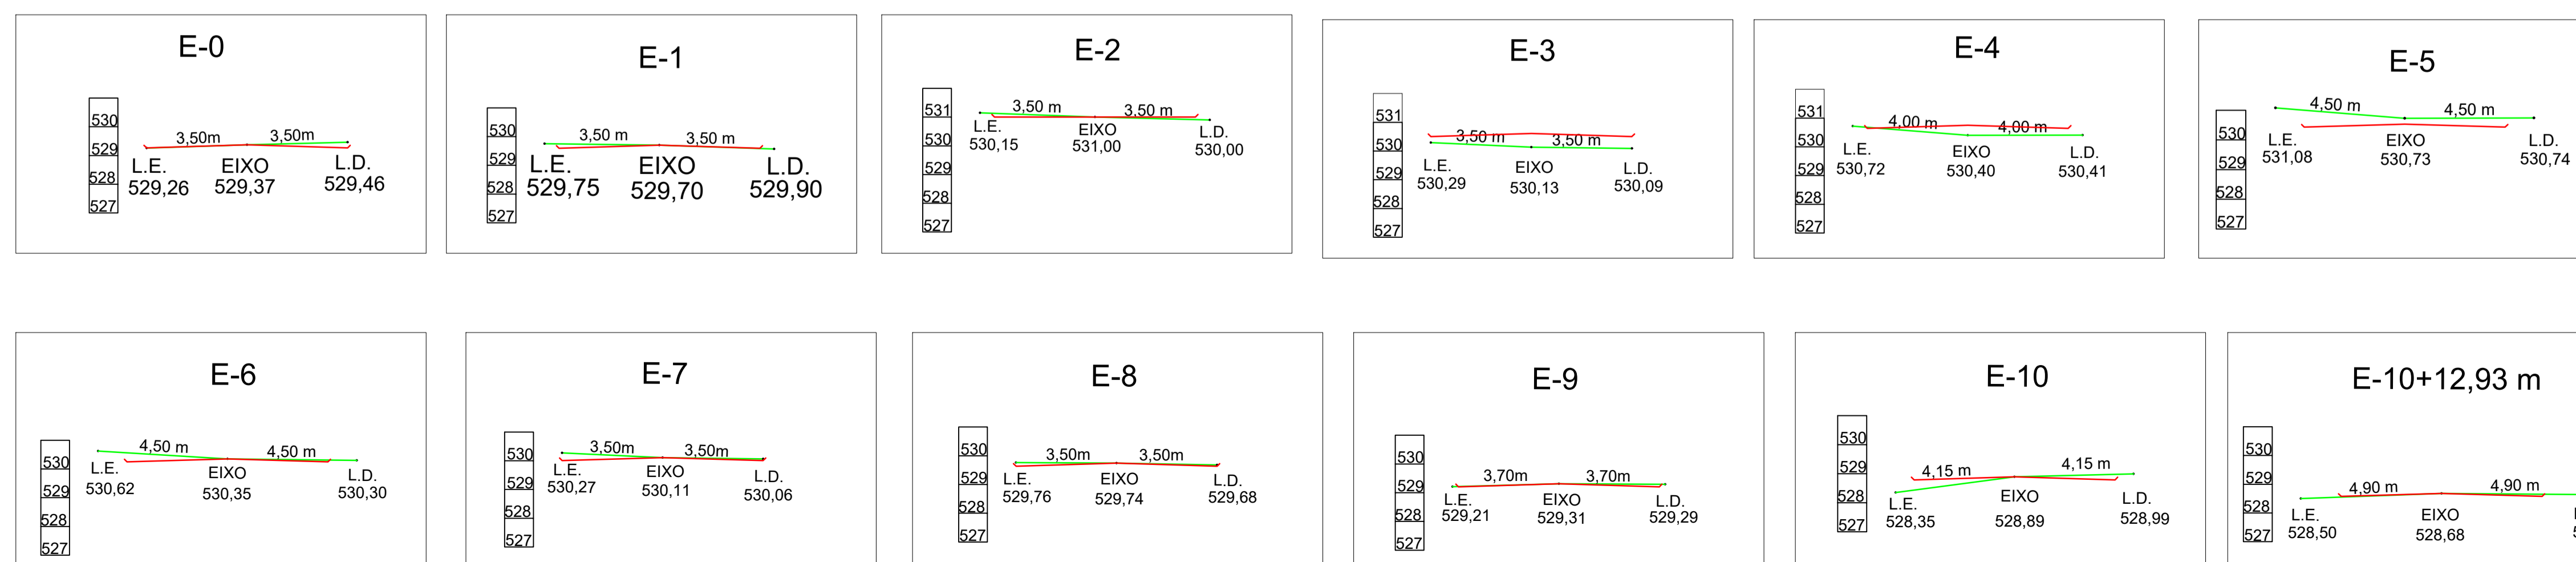 E-0
530
529
528
527
3,50m 3,50m
L.E. EIXO L.D.
529,26 529,37 529,46
E-1
530
529
528
527
3,50 m 3,50 m
L.E. EIXO L.D.
529,75 529,70 529,90
E-2
531
530
529
528
527
3,50 m 3,50 m
L.E. EIXO L.D.
530,15 531,00 530,00
E-3
531
530
529
528
527
3,50 m 3,50 m
L.E. EIXO L.D.
530,29 530,13 530,09
E-4
531
530
529
528
527
4,00 m 4,00 m
L.E. EIXO L.D.
530,72 530,40 530,41
E-5
530
529
528
527
4,50 m 4,50 m
L.E. EIXO L.D.
531,08 530,73 530,74
E-6
530
529
528
527
4,50 m 4,50 m
L.E. EIXO L.D.
530,62 530,35 530,30
E-7
530
529
528
527
3,50m 3,50m
L.E. EIXO L.D.
530,27 530,11 530,06
E-8
530
529
528
527
3,50m 3,50m
L.E. EIXO L.D.
529,76 529,74 529,68
E-9
530
529
528
527
3,70m 3,70m
L.E. EIXO L.D.
529,21 529,31 529,29
E-10
530
529
528
527
4,15 m 4,15 m
L.E. EIXO L.D.
528,35 528,89 528,99
E-10+12,93 m
530
529
528
527
4,90 m 4,90 m
L.E. EIXO
528,50 528,68